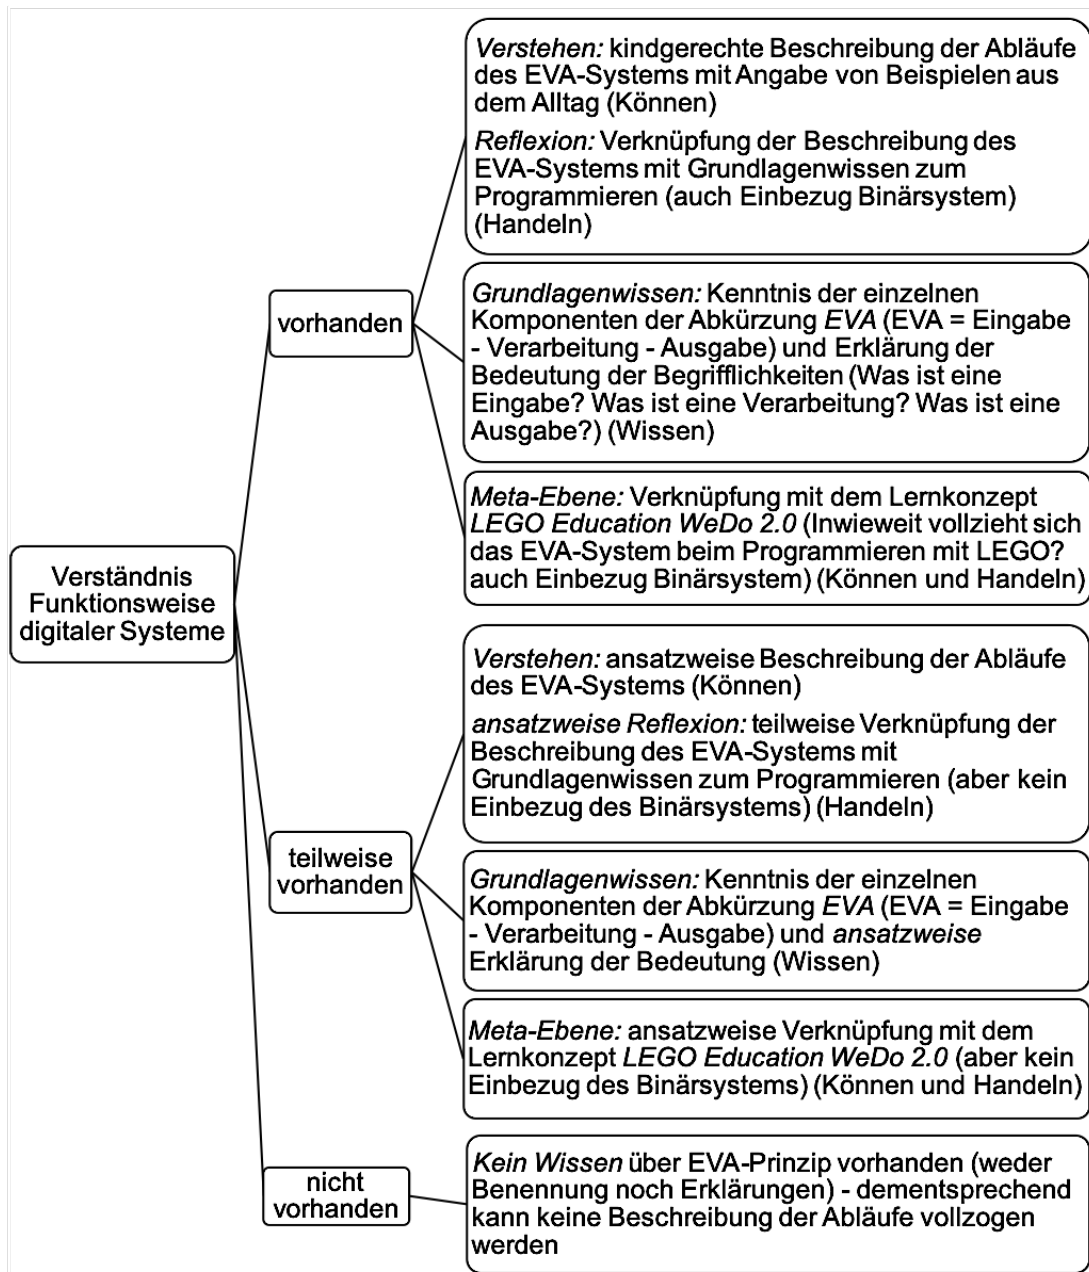 Verstehen: kindgerechte Beschreibung der Abläufe
des EVA-Systems mit Angabe von Beispielen aus
dem Alltag (Können)
Reflexion: Verknüpfung der Beschreibung des
EVA-Systems mit Grundlagenwissen zum
Programmieren (auch Einbezug Binärsystem)
(Handeln)
vorhanden
Grundlagenwissen: Kenntnis der einzelnen
Komponenten der Abkürzung EVA (EVA = Eingabe
- Verarbeitung - Ausgabe) und Erklärung der
Bedeutung der Begrifflichkeiten (Was ist eine
Eingabe? Was ist eine Verarbeitung? Was ist eine
Ausgabe?) (Wissen)
Meta-Ebene: Verknüpfung mit dem Lernkonzept
LEGO Education WeDo 2.0 (Inwieweit vollzieht sich
das EVA-System beim Programmieren mit LEGO?
auch Einbezug Binärsystem) (Können und Handeln)
Verständnis
Funktionsweise
digitaler Systeme
Verstehen: ansatzweise Beschreibung der Abläufe
des EVA-Systems (Können)
ansatzweise Reflexion: teilweise Verknüpfung der
Beschreibung des EVA-Systems mit
Grundlagenwissen zum Programmieren (aber kein
Einbezug des Binärsystems) (Handeln)
teilweise
vorhanden
Grundlagenwissen: Kenntnis der einzelnen
Komponenten der Abkürzung EVA (EVA = Eingabe
- Verarbeitung - Ausgabe) und ansatzweise
Erklärung der Bedeutung (Wissen)
Meta-Ebene: ansatzweise Verknüpfung mit dem
Lernkonzept LEGO Education WeDo 2.0 (aber kein
Einbezug des Binärsystems) (Können und Handeln)
nicht
vorhanden
Kein Wissen über EVA-Prinzip vorhanden (weder
Benennung noch Erklärungen) - dementsprechend
kann keine Beschreibung der Abläufe vollzogen
werden